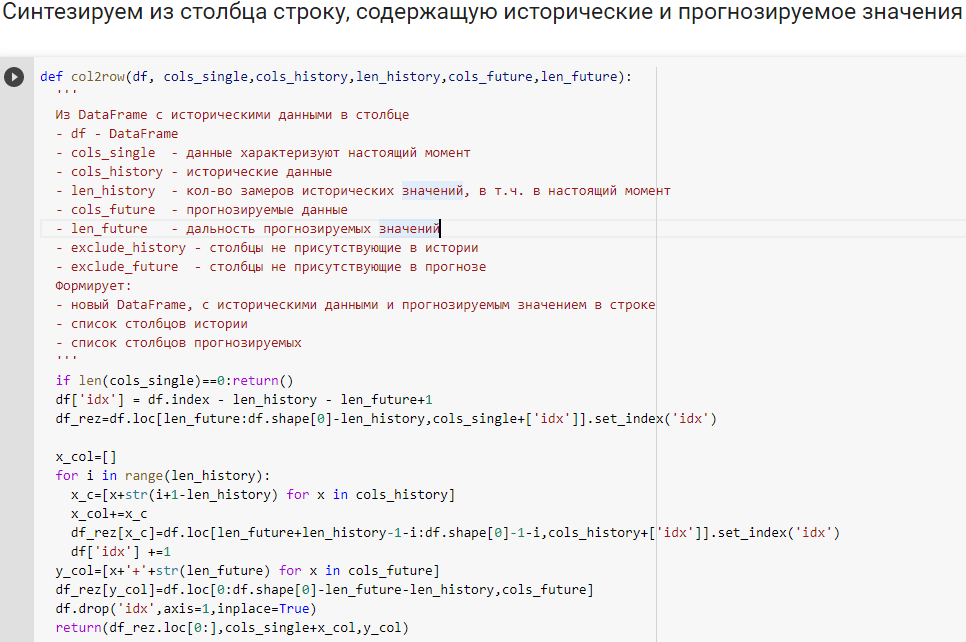 Синтезируем из столбца строку, содержащую исторические и прогнозируемое значения
def col2row(df, cols_single,cols_history,len_history,cols_future,len_future):
'''
Из DataFrame с историческими данными в столбце
- df - DataFrame
- cols_single  - данные характеризуют настоящий момент
- cols_history - исторические данные
- len_history  - кол-во замеров исторических значений, в т.ч. в настоящий момент
- cols_future  - прогнозируемые данные
- len_future   - дальность прогнозируемых значений
- exclude_history - столбцы не присутствующие в истории
- exclude_future  - столбцы не присутствующие в прогнозе
Формирует:
- новый DataFrame, с историческими данными и прогнозируемым значением в строке
- список столбцов истории
- список столбцов прогнозируемых
'''
if len(cols_single)==0:return()
df['idx'] = df.index - len_history - len_future+1
df_rez=df.loc[len_future:df.shape[0]-len_history,cols_single+['idx']].set_index('idx')
x_col=[]
for i in range(len_history):
x_c=[x+str(i+1-len_history) for x in cols_history]
x_col+=x_c
df_rez[x_c]=df.loc[len_future+len_history-1-i:df.shape[0]-1-i,cols_history+['idx']].set_index('idx')
df['idx'] +=1
y_col=[x+'+'+str(len_future) for x in cols_future]
df_rez[y_col]=df.loc[0:df.shape[0]-len_future-len_history,cols_future]
df.drop('idx',axis=1,inplace=True)
return(df_rez.loc[0:],cols_single+x_col,y_col)